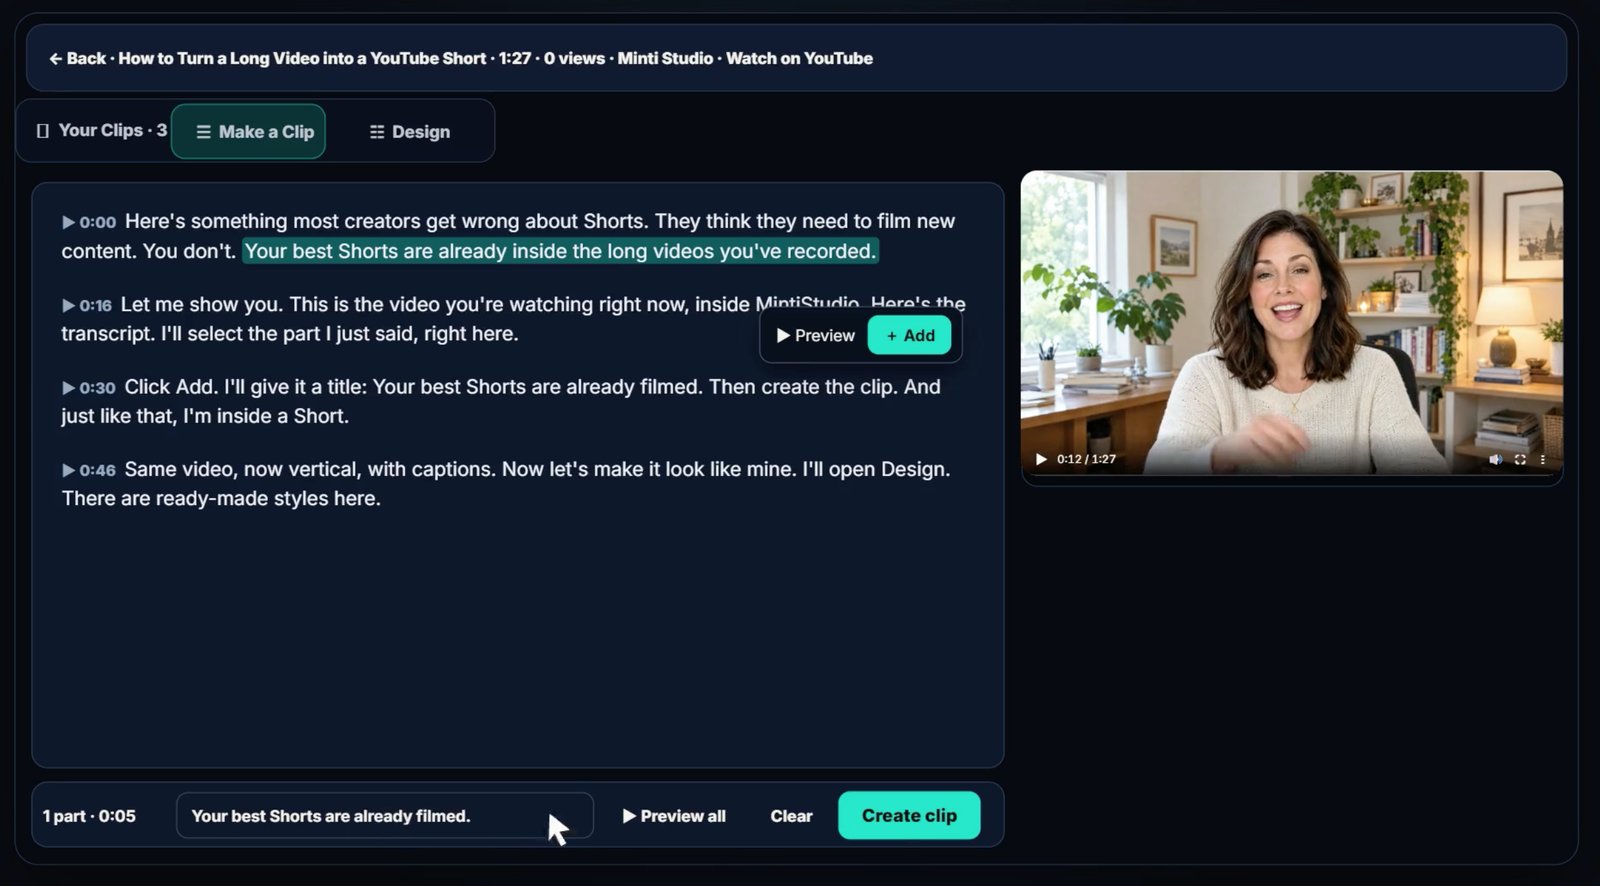 ← Back · How to Turn a Long Video into a YouTube Short · 1:27 · 0 views · Minti Studio · Watch on YouTube
Your Clips · 3
Make a Clip
Design
▶ 0:00 Here's something most creators get wrong about Shorts. They think they need to film new
content. You don't. Your best Shorts are already inside the long videos you've recorded.
▶ 0:16 Let me show you. This is the video you're watching right now, inside MintiStudio. Here's the
transcript. I'll select the part I just said, right here.
▶ Preview
+ Add
▶ 0:30 Click Add. I'll give it a title: Your best Shorts are already filmed. Then create the clip. And
just like that, I'm inside a Short.
▶ 0:46 Same video, now vertical, with captions. Now let's make it look like mine. I'll open Design.
There are ready-made styles here.
0:12 / 1:27
1 part · 0:05
Your best Shorts are already filmed.
▶ Preview all
Clear
Create clip